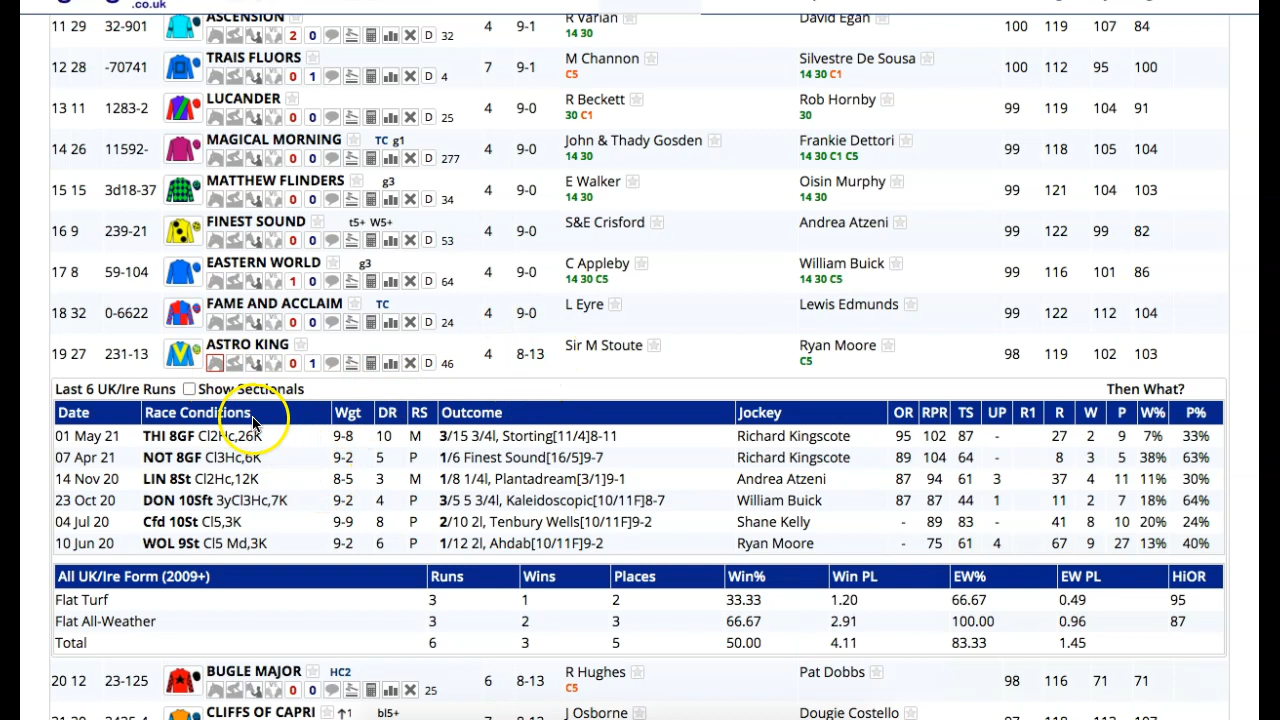 .co.uk
11 29 32-901 ASCENSION 4 9-1 R Varian David Egan 100 119 107 84
2 0 D 32 14 30
12 28 -70741 TRAIS FLUORS 7 9-1 M Channon Silvestre De Sousa 100 112 95 100
0 1 D 4 C5 14 30 C1
13 11 1283-2 LUCANDER 4 9-0 R Beckett Rob Hornby 99 119 104 91
0 0 D 25 30 C1 30
14 26 11592- MAGICAL MORNING TC g1 4 9-0 John & Thady Gosden Frankie Dettori 99 118 105 104
0 0 D 277 14 30 14 30 C1 C5
15 15 3d18-37 MATTHEW FLINDERS g3 4 9-0 E Walker Oisin Murphy 99 121 104 103
0 0 D 34 14 30 14 30
16 9 239-21 FINEST SOUND t5+ W5+ 4 9-0 S&E Crisford Andrea Atzeni 99 122 99 82
0 0 D 53
17 8 59-104 EASTERN WORLD g3 4 9-0 C Appleby William Buick 99 116 101 86
1 0 D 64 14 30 C5 14 30 C5
18 32 0-6622 FAME AND ACCLAIM TC 4 9-0 L Eyre Lewis Edmunds 99 122 112 104
0 0 D 24
19 27 231-13 ASTRO KING 4 8-13 Sir M Stoute Ryan Moore 98 119 102 103
0 1 D 46 C5
Last 6 UK/Ire Runs Show Sectionals Then What?
Date Race Conditions Wgt DR RS Outcome Jockey OR RPR TS UP R1 R W P W% P%
01 May 21 THI 8GF Cl2Hc,26K 9-8 10 M 3/15 3/4l, Storting[11/4]8-11 Richard Kingscote 95 102 87 - 27 2 9 7% 33%
07 Apr 21 NOT 8GF Cl3Hc,6K 9-2 5 P 1/6 Finest Sound[16/5]9-7 Richard Kingscote 89 104 64 - 8 3 5 38% 63%
14 Nov 20 LIN 8St Cl2Hc,12K 8-5 3 M 1/8 1/4l, Plantadream[3/1]9-1 Andrea Atzeni 87 94 61 3 37 4 11 11% 30%
23 Oct 20 DON 10Sft 3yCl3Hc,7K 9-2 4 P 3/5 5 3/4l, Kaleidoscopic[10/11F]8-7 William Buick 87 87 44 1 11 2 7 18% 64%
04 Jul 20 Cfd 10St Cl5,3K 9-9 8 P 2/10 2l, Tenbury Wells[10/11F]9-2 Shane Kelly - 89 83 - 41 8 10 20% 24%
10 Jun 20 WOL 9St Cl5 Md,3K 9-2 6 P 1/12 2l, Ahdab[10/11F]9-2 Ryan Moore - 75 61 4 67 9 27 13% 40%
All UK/Ire Form (2009+) Runs Wins Places Win% Win PL EW% EW PL HiOR
Flat Turf 3 1 2 33.33 1.20 66.67 0.49 95
Flat All-Weather 3 2 3 66.67 2.91 100.00 0.96 87
Total 6 3 5 50.00 4.11 83.33 1.45
20 12 23-125 BUGLE MAJOR HC2 6 8-13 R Hughes Pat Dobbs 98 116 71 71
0 0 25 C5
CLIFFS OF CAPRI 1 bl5+ J Osborne Dougie Costello